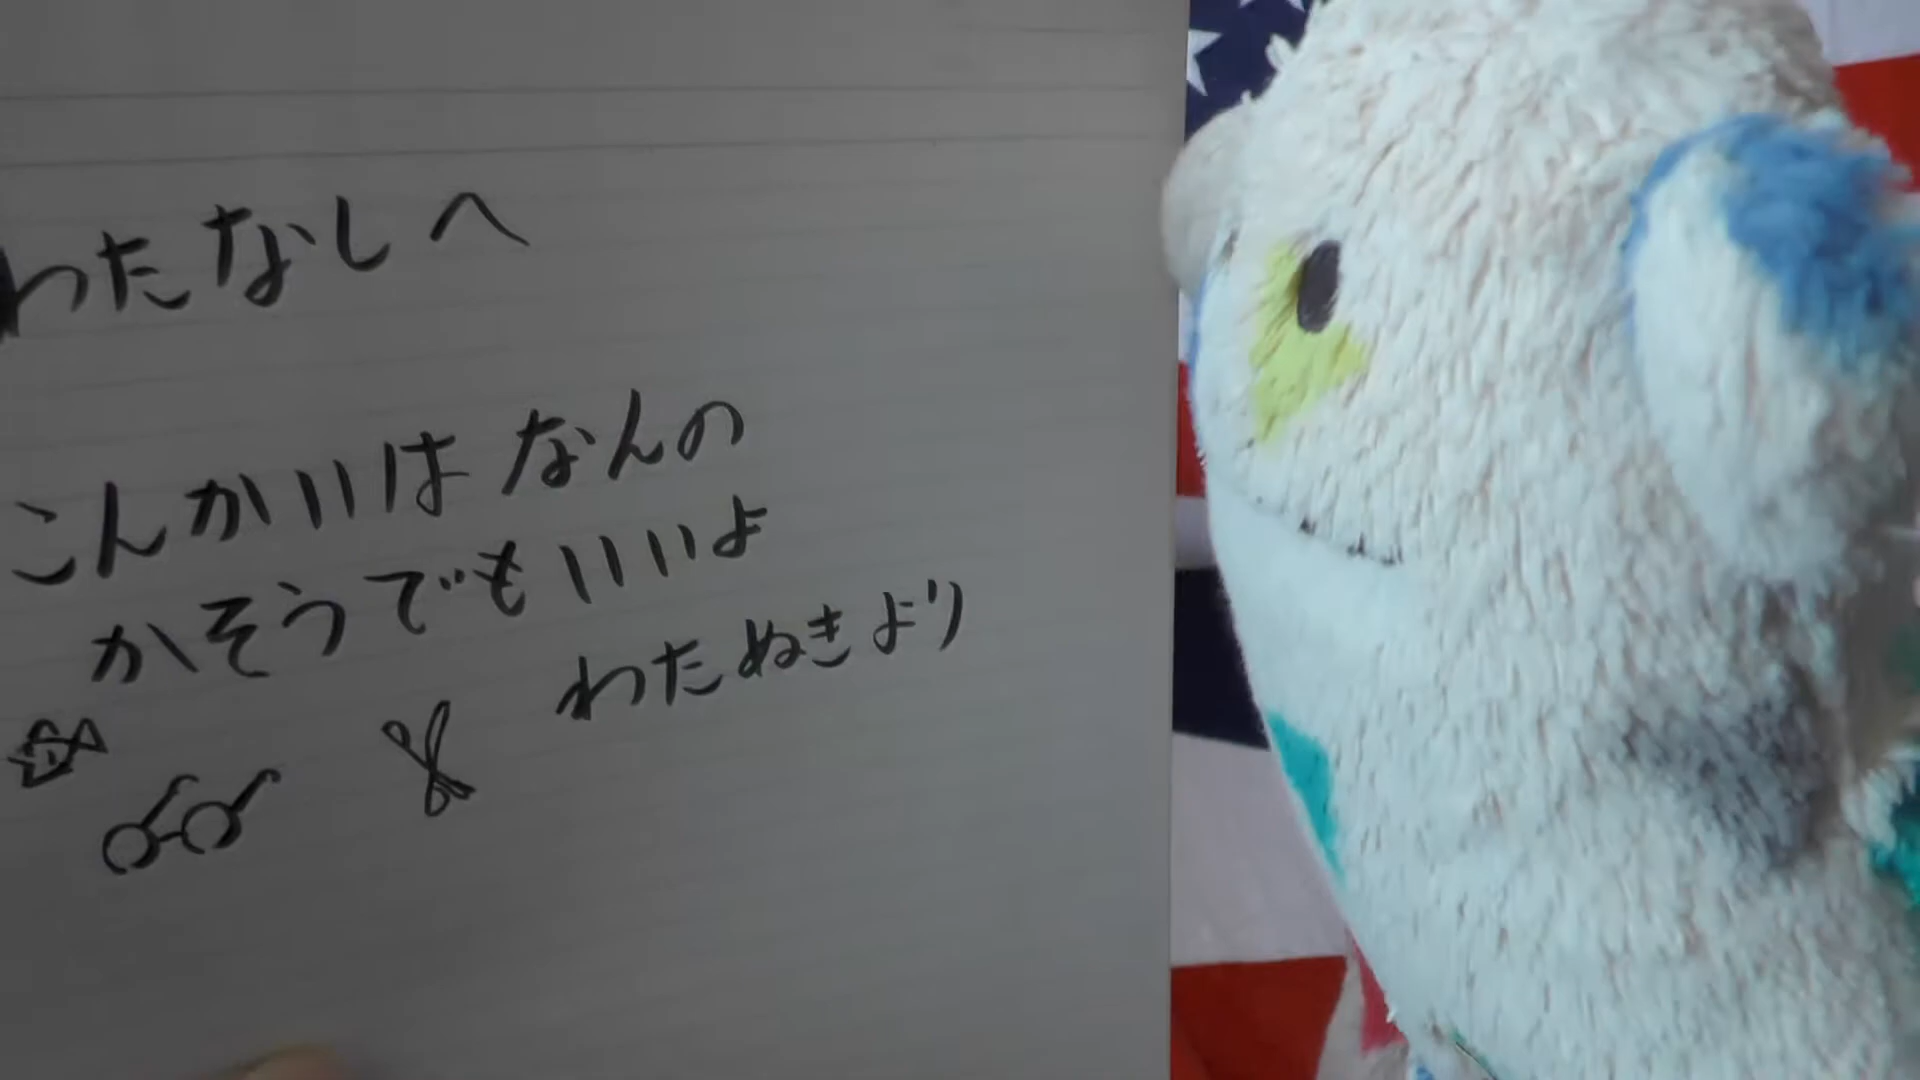 わたなしへ
こんかいはなんの
かそうでもいいよ
わたぬきより